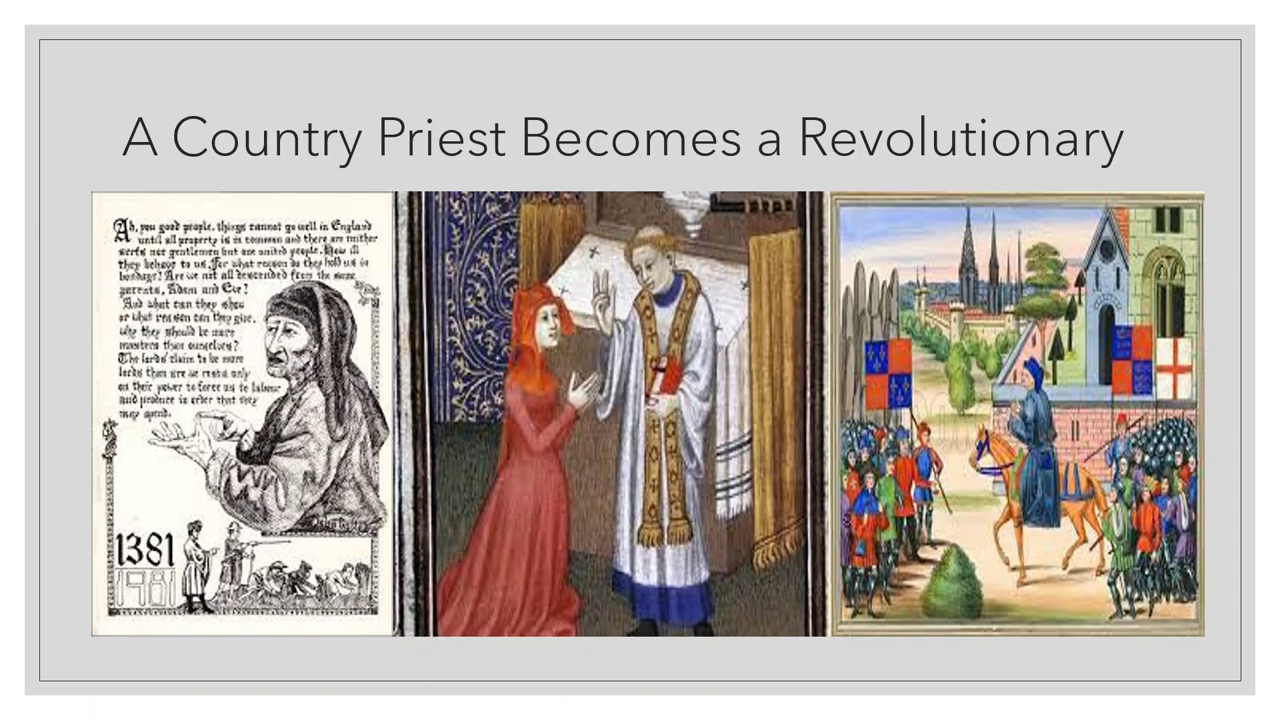 A Country Priest Becomes a Revolutionary
Ah, you good people, things cannot go well in England
until all property is in common and there are neither
serfs nor gentlemen but one united people. How ill
they behave to us. For what reason do they hold us in
bondage? Are we not all descended from the same
parents, Adam and Eve?
And what can they show
or what reason can they give,
why they should be more
masters than ourselves?
The lords' claim to be more
lords than we are rests only
on their power to force us to labour
and produce in order that they
may spend.
1381
1981